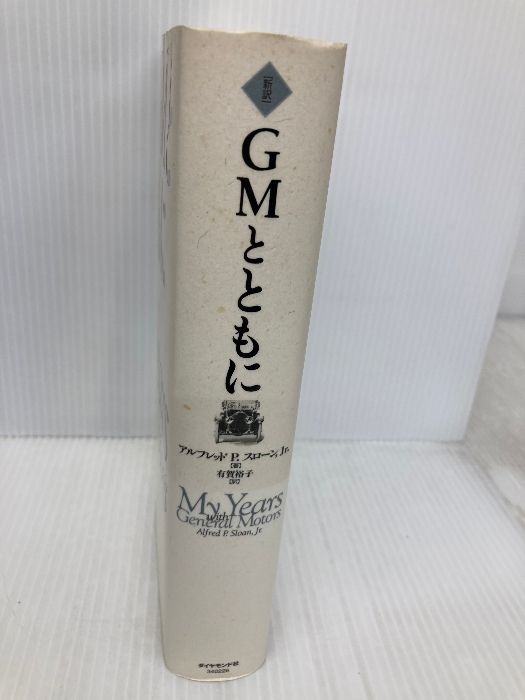 [新訳]
GMとともに
アルフレッド P. スローン, Jr.
[著]
有賀裕子
[訳]
My Years
with
General Motors
Alfred P. Sloan, Jr.
ダイヤモンド社
340226